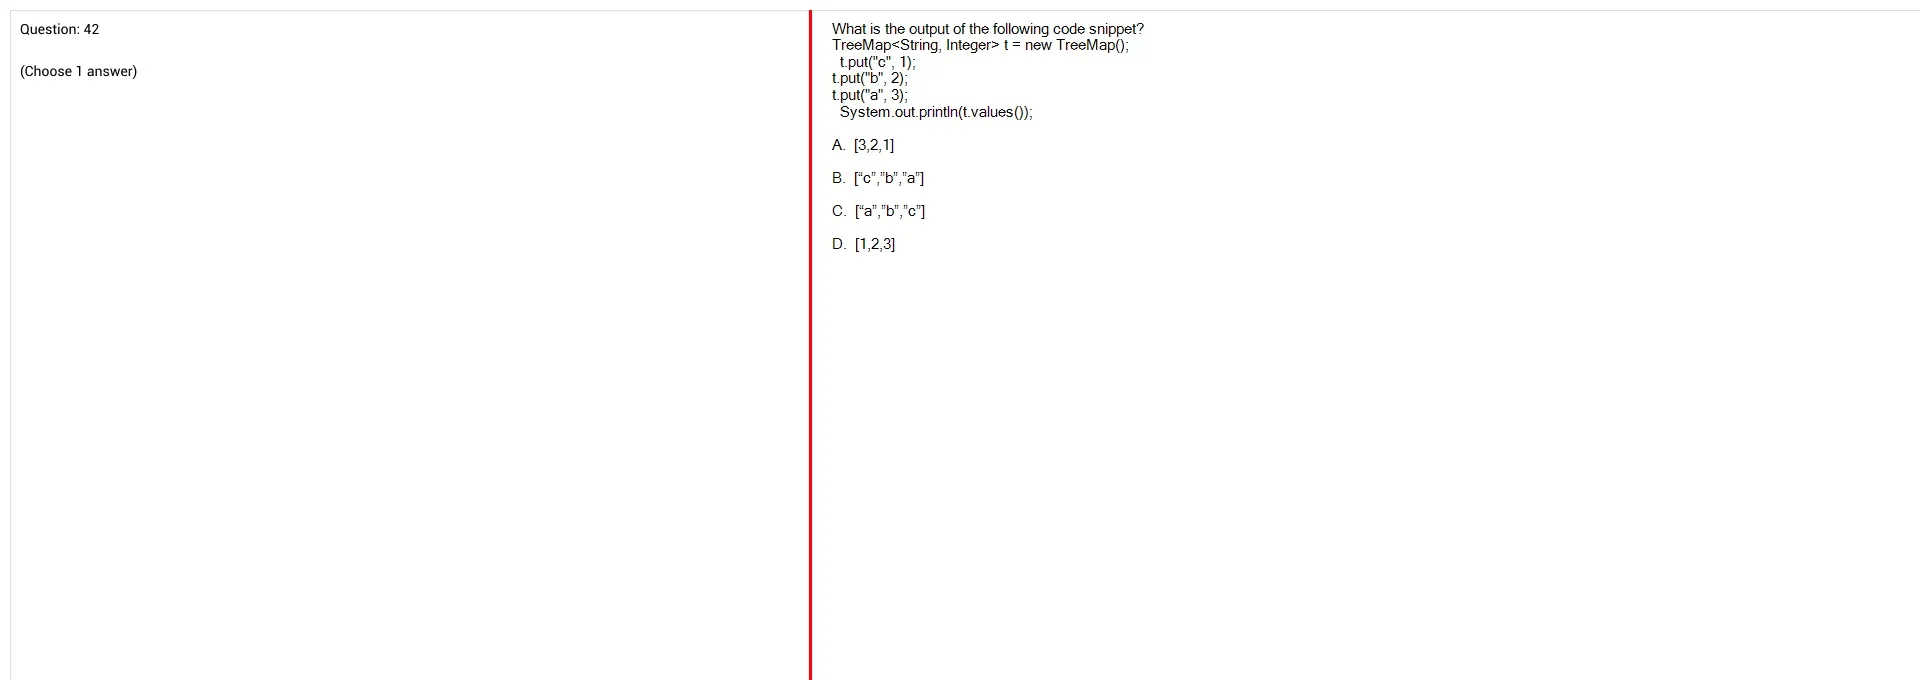 Question: 42
(Choose 1 answer)
What is the output of the following code snippet?
TreeMap<String, Integer> t = new TreeMap();
t.put("c", 1);
t.put("b", 2);
t.put("a", 3);
System.out.println(t.values());
A. [3,2,1]
B. [“c”,”b”,”a”]
C. [“a”,”b”,”c”]
D. [1,2,3]